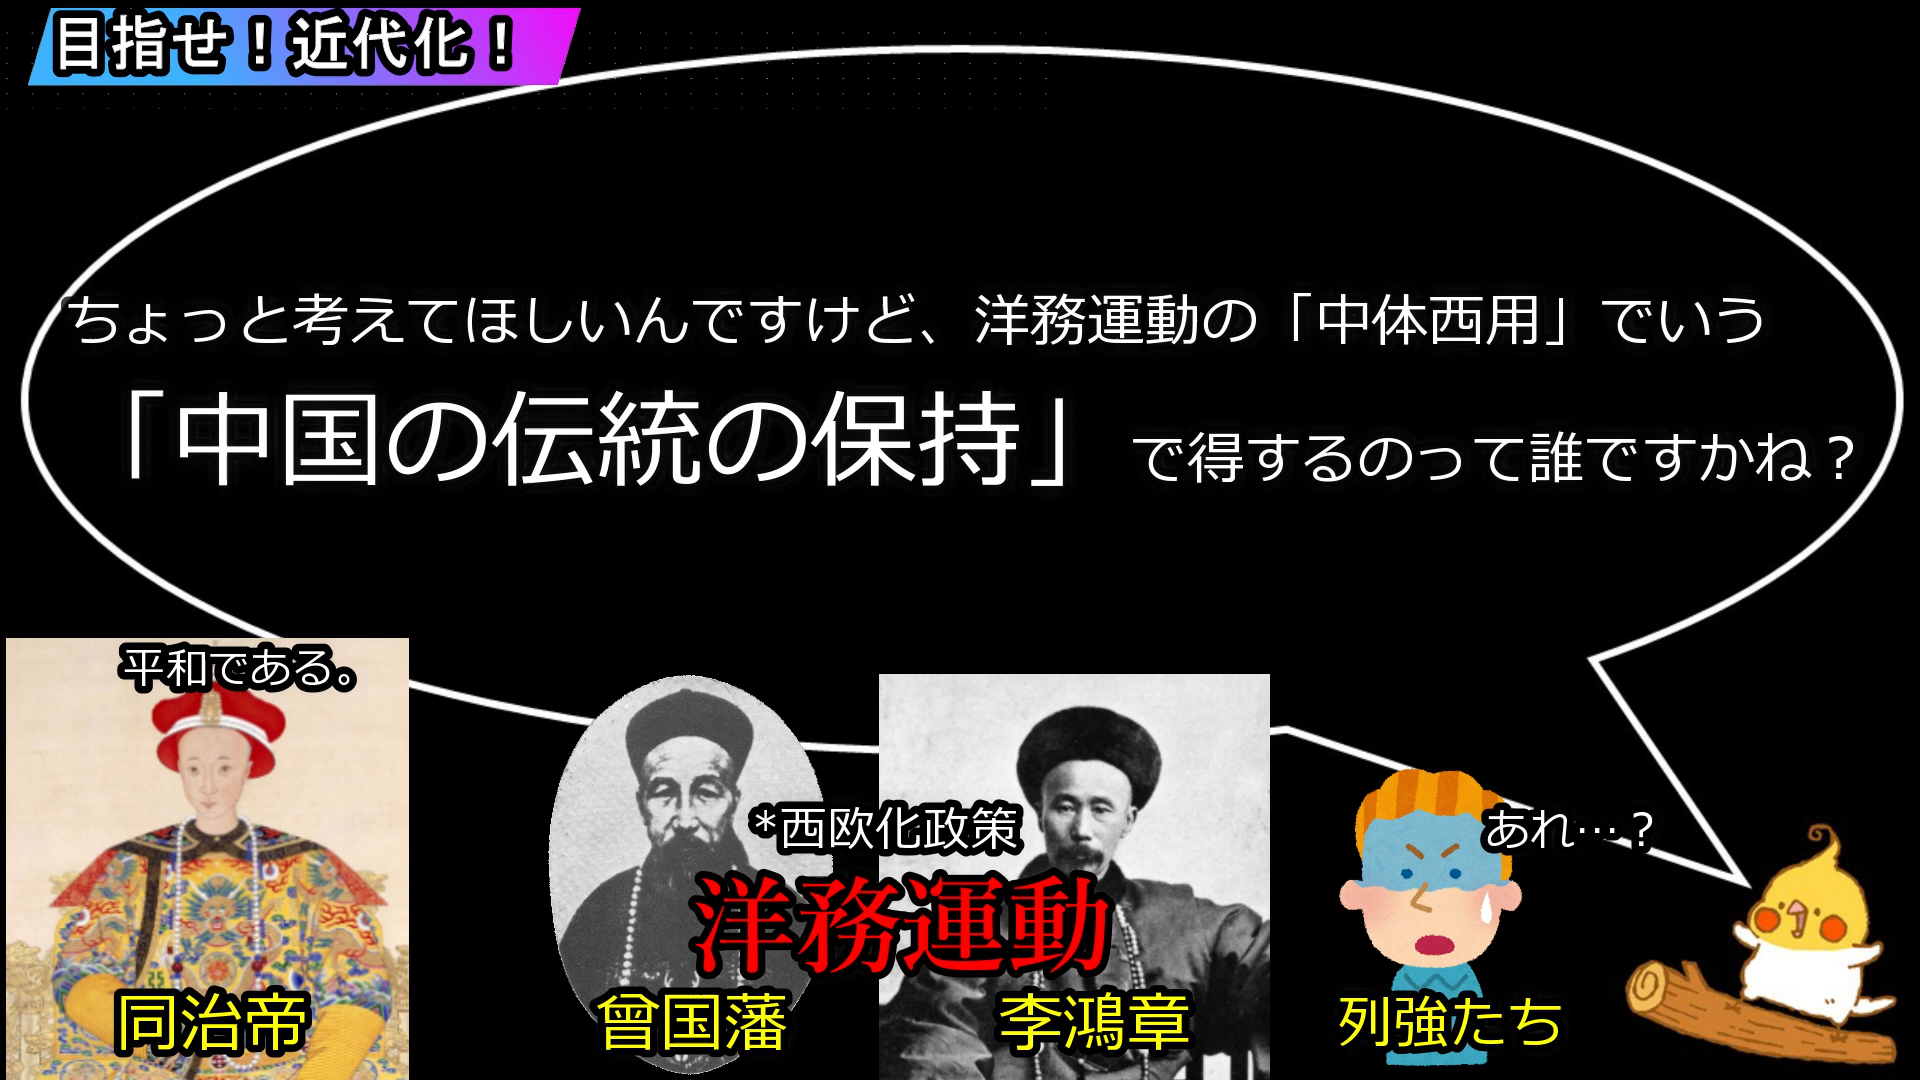 目指せ！近代化！
ちょっと考えてほしいんですけど、洋務運動の「中体西用」でいう
「中国の伝統の保持」で得するのって誰ですかね？
平和である。
*西欧化政策
あれ…？
洋務運動
同治帝
曾国藩
李鴻章
列強たち